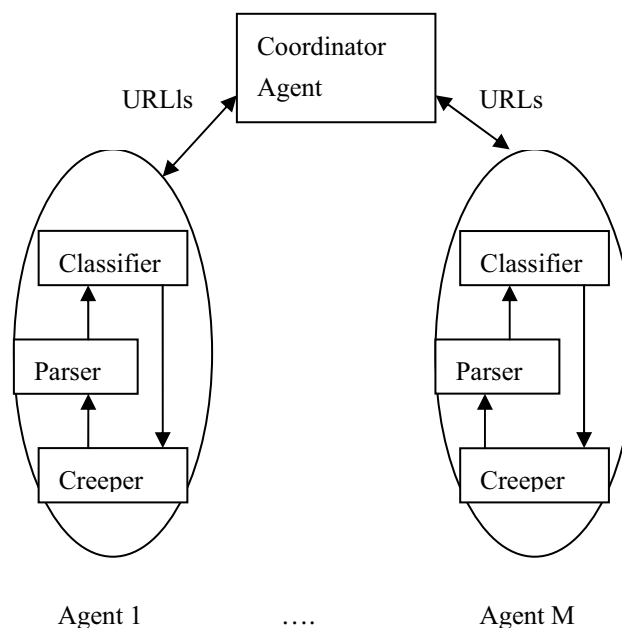 Coordinator
Agent
URLls
URLs
Classifier
Parser
Creeper
Classifier
Parser
Creeper
Agent 1 …. Agent M